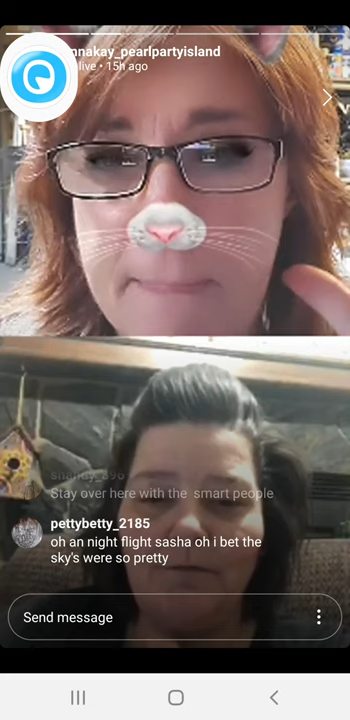 nnakay_pearlpartyisland
live • 15h ago
Stay over here with the smart people
pettybetty_2185
oh an night flight sasha oh i bet the
sky's were so pretty
Send message